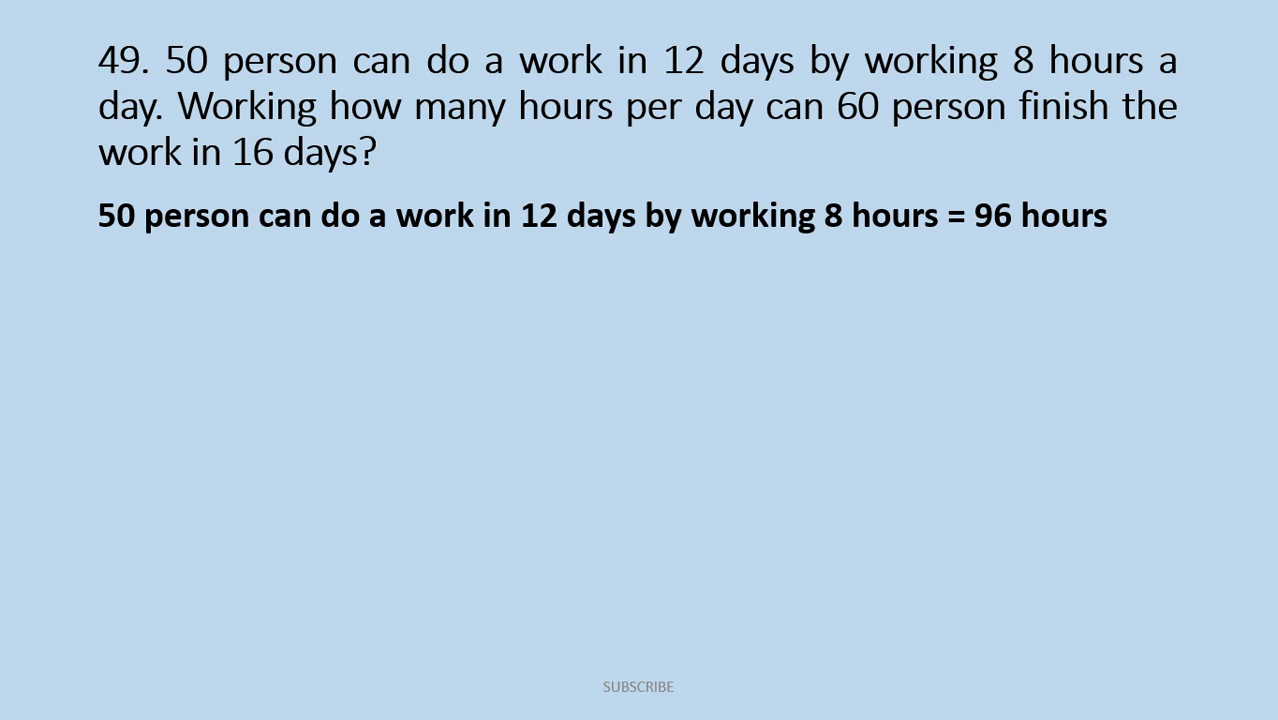 49. 50 person can do a work in 12 days by working 8 hours a
day. Working how many hours per day can 60 person finish the
work in 16 days?
50 person can do a work in 12 days by working 8 hours = 96 hours
SUBSCRIBE